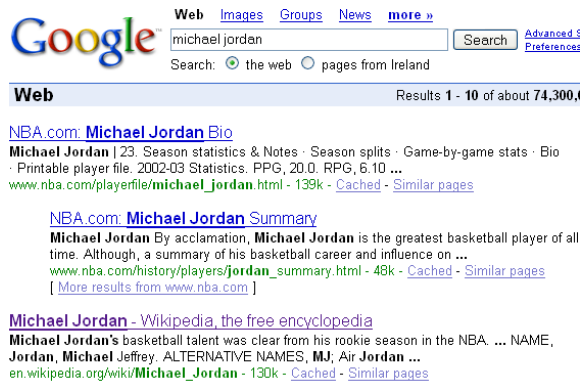 Web Images Groups News more »
Google
michael jordan Search Advanced S
Preferences
Search: the web pages from Ireland
Web Results 1 - 10 of about 74,300,
NBA.com: Michael Jordan Bio
Michael Jordan | 23. Season statistics & Notes · Season splits · Game-by-game stats · Bio
· Printable player file. 2002-03 Statistics. PPG, 20.0. RPG, 6.10 ...
www.nba.com/playerfile/michael_jordan.html - 139k - Cached - Similar pages
NBA.com: Michael Jordan Summary
Michael Jordan By acclamation, Michael Jordan is the greatest basketball player of all
time. Although, a summary of his basketball career and influence on ...
www.nba.com/history/players/jordan_summary.html - 48k - Cached - Similar pages
[ More results from www.nba.com ]
Michael Jordan - Wikipedia, the free encyclopedia
Michael Jordan's basketball talent was clear from his rookie season in the NBA. ... NAME,
Jordan, Michael Jeffrey. ALTERNATIVE NAMES, MJ; Air Jordan ...
en.wikipedia.org/wiki/Michael_Jordan - 130k - Cached - Similar pages